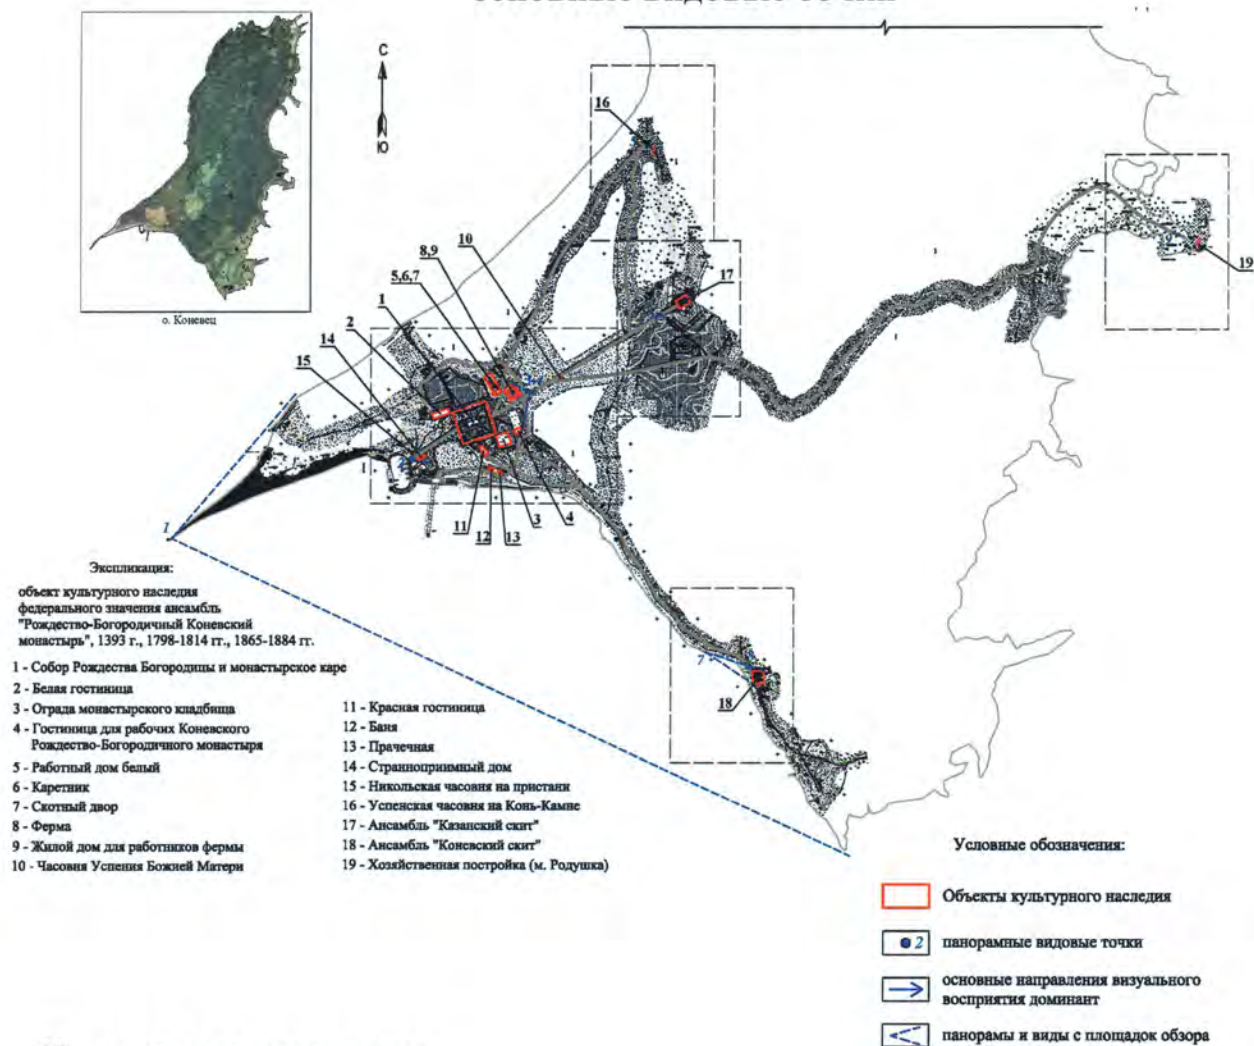 о. Коневец
С
Ю
16
10
8,9
5,6,7
1
2
14
15
17
19
11
12
13
3
4
18
1
2
3
7
Экспликация:
объект культурного наследия
федерального значения ансамбль
"Рождество-Богородичный Коневский
монастырь", 1393 г., 1798-1814 гг., 1865-1884 гг.
1 - Собор Рождества Богородицы и монастырское каре
2 - Белая гостиница
3 - Ограда монастырского кладбища
4 - Гостиница для рабочих Коневского
Рождество-Богородичного монастыря
5 - Работный дом белый
6 - Каретник
7 - Скотный двор
8 - Ферма
9 - Жилой дом для работников фермы
10 - Часовня Успения Божией Матери
11 - Красная гостиница
12 - Баня
13 - Прачечная
14 - Странноприимный дом
15 - Никольская часовня на пристани
16 - Успенская часовня на Конь-Камне
17 - Ансамбль "Казанский скит"
18 - Ансамбль "Коневский скит"
19 - Хозяйственная постройка (м. Родушка)
Условные обозначения:
Объекты культурного наследия
2 панорамные видовые точки
основные направления визуального
восприятия доминант
панорамы и виды с площадок обзора